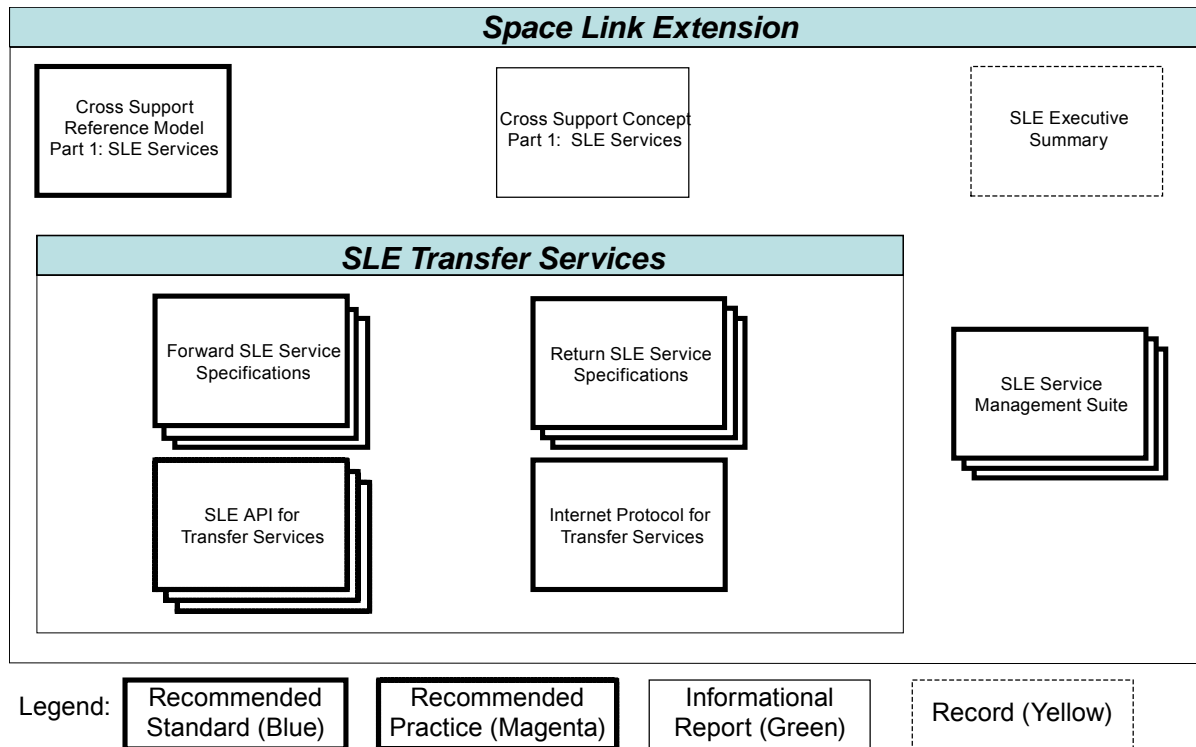 Space Link Extension
Cross Support
Reference Model
Part 1: SLE Services
Cross Support Concept
Part 1: SLE Services
SLE Executive
Summary
SLE Transfer Services
Forward SLE Service
Specifications
Return SLE Service
Specifications
SLE Service
Management Suite
SLE API for
Transfer Services
Internet Protocol for
Transfer Services
Legend:
Recommended
Standard (Blue)
Recommended
Practice (Magenta)
Informational
Report (Green)
Record (Yellow)